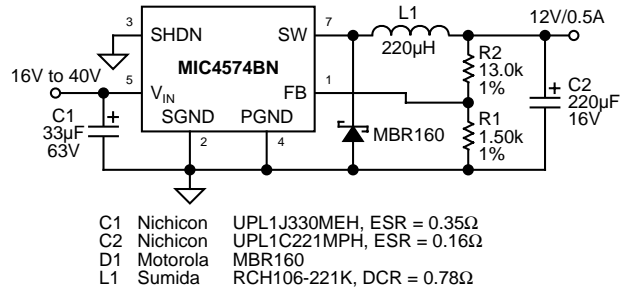 L1
12V/0.5A
3
SHDN
SW
7
220µH
R2
13.0k
1%
MIC4574BN
16V to 40V
5
VIN
FB
1
C2
220µF
16V
C1
33µF
63V
SGND
PGND
MBR160
R1
1.50k
1%
2
4
C1 Nichicon UPL1J330MEH, ESR = 0.35Ω
C2 Nichicon UPL1C221MPH, ESR = 0.16Ω
D1 Motorola MBR160
L1 Sumida RCH106-221K, DCR = 0.78Ω